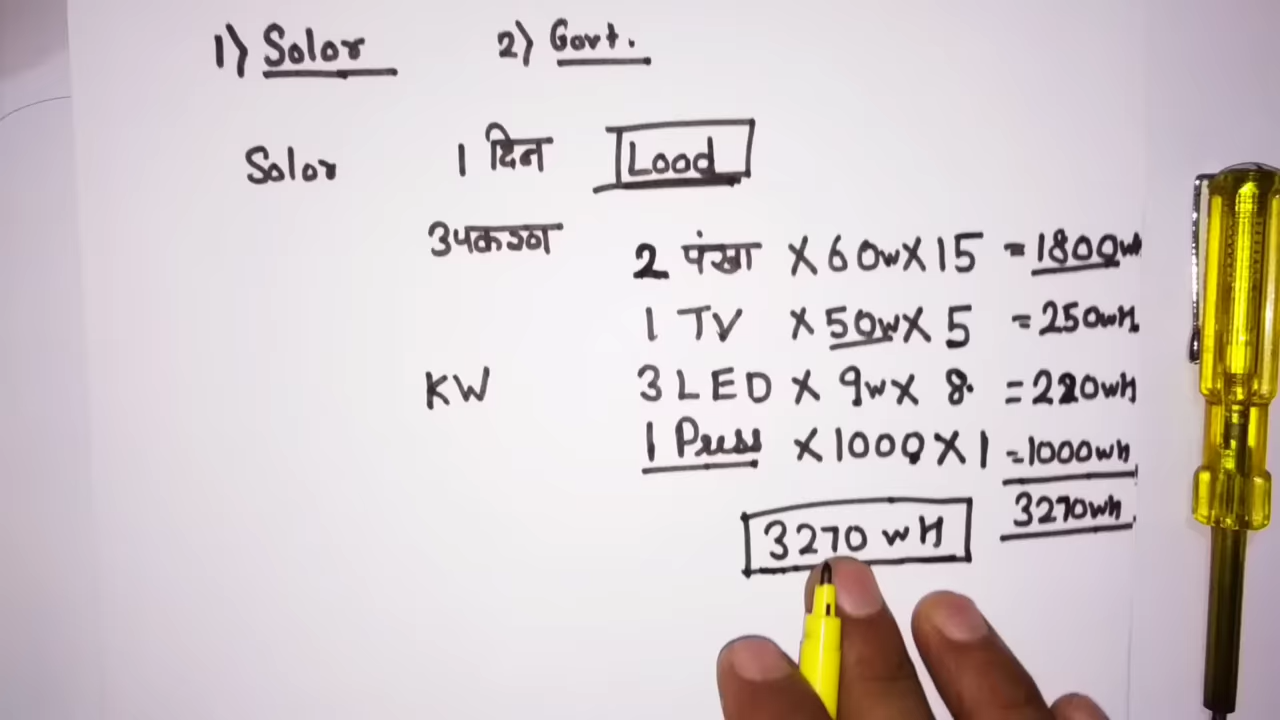 1) Solor 2) Govt.
Solor 1 दिन Load
उपकरण
2 पंखा X 60w X 15 = 1800wh
1 TV X 50w X 5 = 250wH
KW 3 LED X 9w X 8. = 220wH
1 Press X 1000 X 1 = 1000wh
3270wh
3270 wH